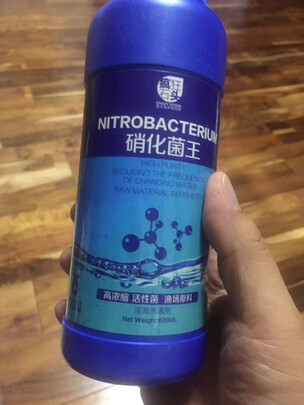 NITROBACTERIUM
硝化菌王
HIGH PURITY
REDUCING THE FREQUENCY
OF CHANGING WATER
RAW MATERIAL IN FISHERY
高浓缩 活性菌 渔场原料
淡海水通用
Net Weight:600ML